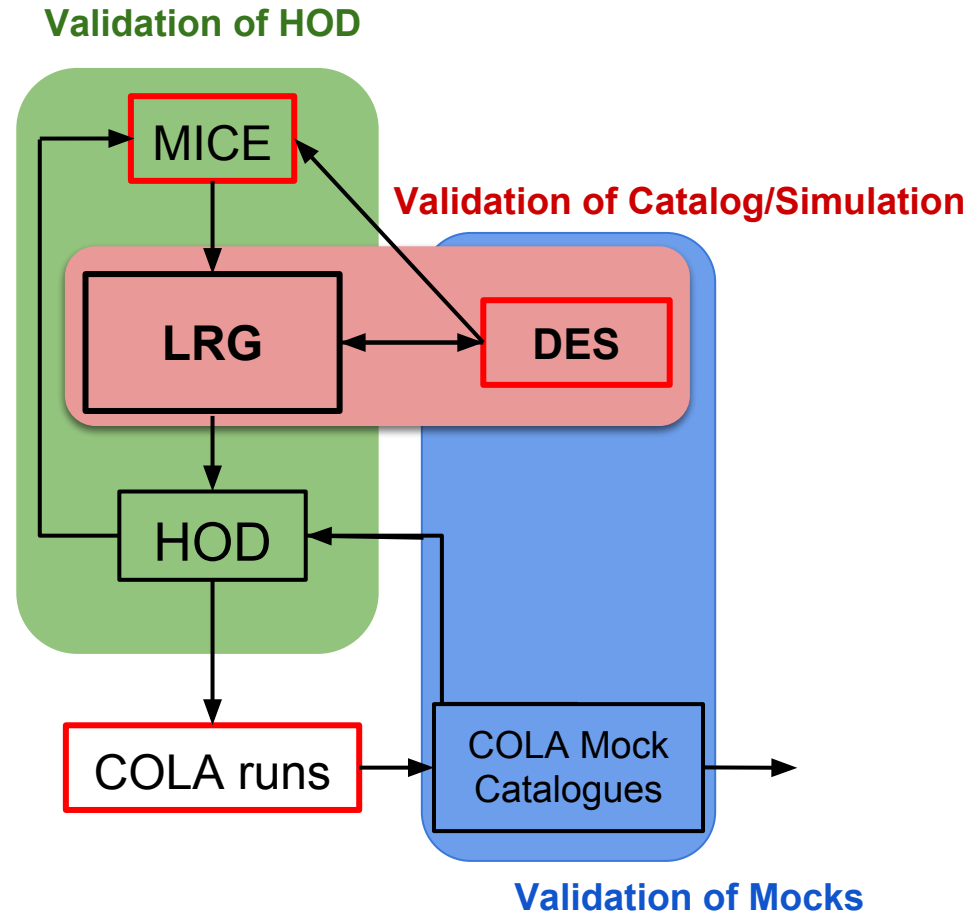 Validation of HOD
MICE
Validation of Catalog/Simulation
LRG
DES
HOD
COLA runs
COLA Mock
Catalogues
Validation of Mocks